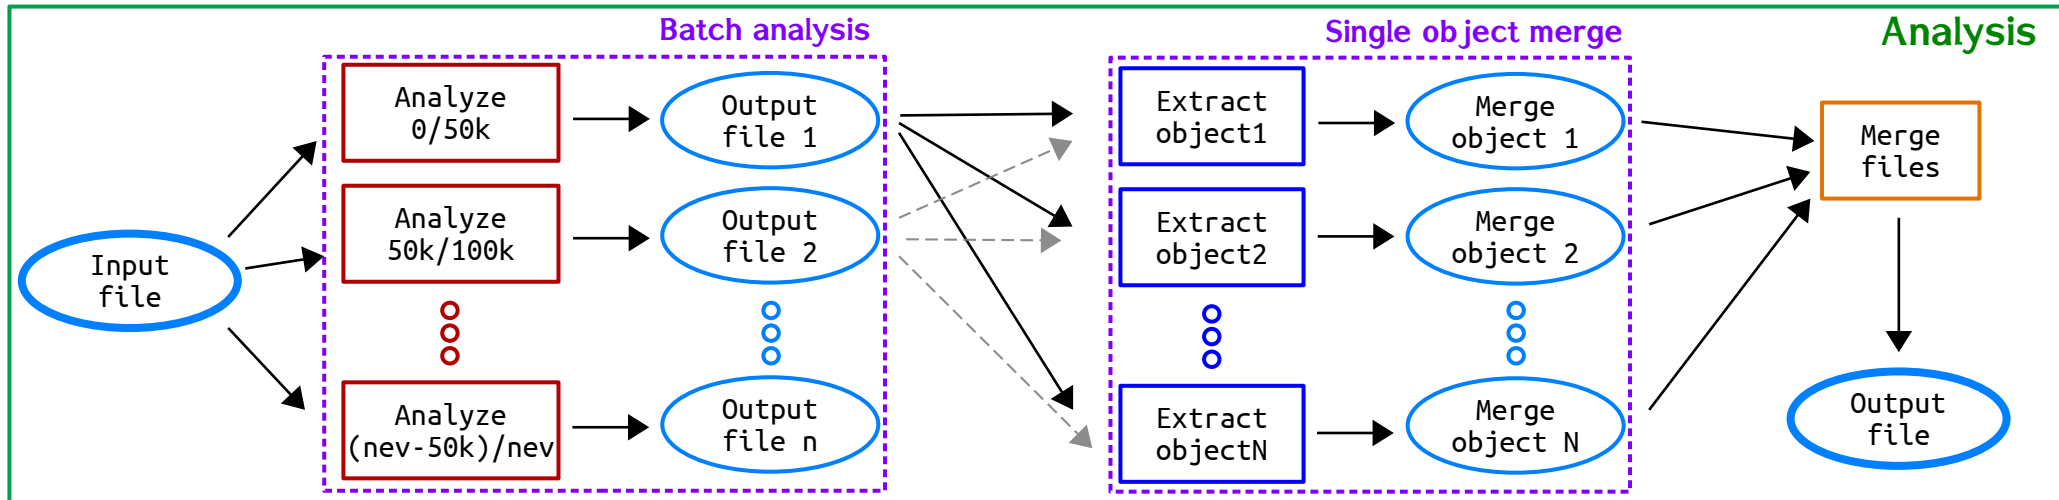 Batch analysis
Single object merge
Analysis
Input
file
Analyze
0/50k
Output
file 1
Analyze
50k/100k
Output
file 2
Analyze
(nev-50k)/nev
Output
file n
Extract
object1
Merge
object 1
Extract
object2
Merge
object 2
Extract
objectN
Merge
object N
Merge
files
Output
file